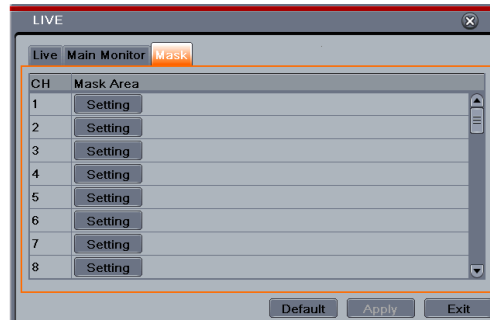 LIVE
Live Main Monitor Mask
CH Mask Area
1 Setting
2 Setting
3 Setting
4 Setting
5 Setting
6 Setting
7 Setting
8 Setting
Default Apply Exit